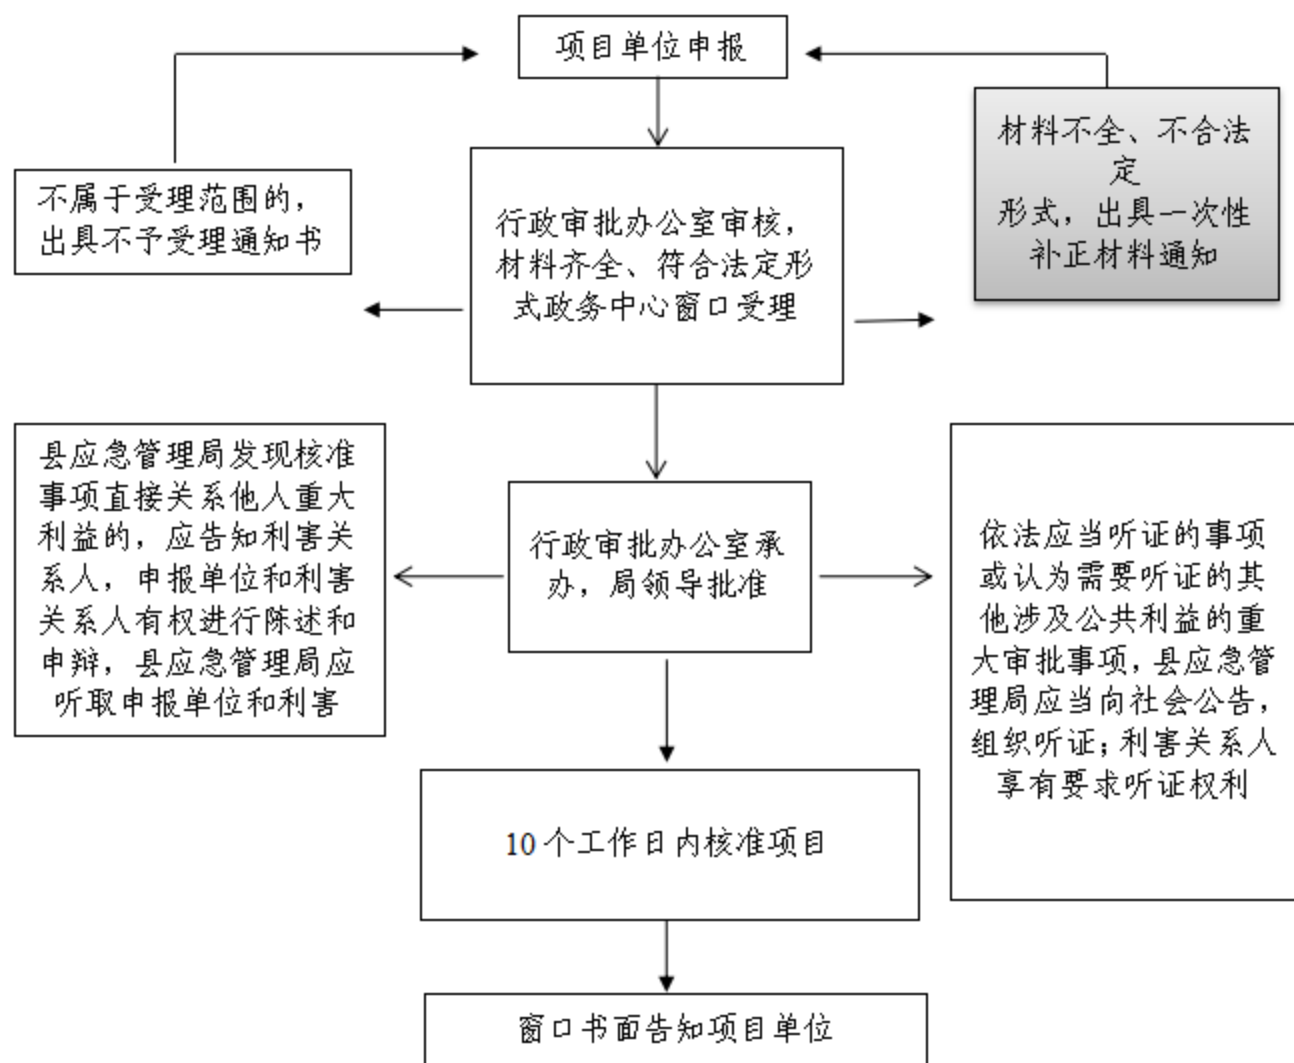 项目单位申报
不属于受理范围的，
出具不予受理通知书
行政审批办公室审核，
材料齐全、符合法定形
式政务中心窗口受理
材料不全、不合法
定
形式，出具一次性
补正材料通知
县应急管理局发现核准
事项直接关系他人重大
利益的，应告知利害关
系人，申报单位和利害
关系人有权进行陈述和
申辩，县应急管理局应
听取申报单位和利害
行政审批办公室承
办，局领导批准
依法应当听证的事项
或认为需要听证的其
他涉及公共利益的重
大审批事项，县应急管
理局应当向社会公告，
组织听证；利害关系人
享有要求听证权利
10 个工作日内核准项目
窗口书面告知项目单位